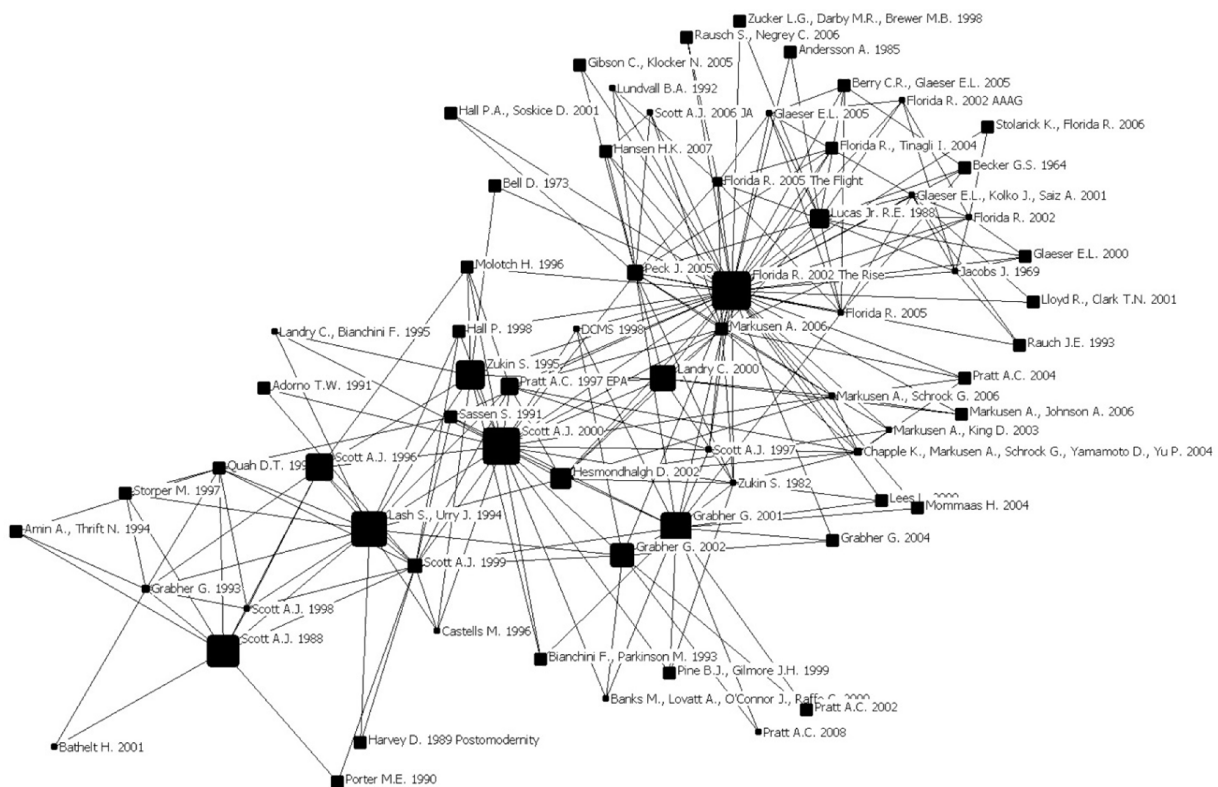 Zucker L.G., Darby M.R., Brewer M.B. 1998
Rausch S., Negrey C. 2006
Andersson A. 1985
Gibson C., Klocker N. 2005
Berry C.R., Glaeser E.L. 2005
Lundvall B.A. 1992
Florida R. 2002 AAAG
Hall P.A., Soskice D. 2001
Scott A.J. 2006 JA
Glaeser E.L. 2005
Stolarick K., Florida R. 2006
Hansen H.K. 2007
Florida R., Tinagli I. 2004
Becker G.S. 1964
Bell D. 1973
Florida R. 2005 The Flight
Glaeser E.L., Kolko J., Saiz A. 2001
Lucas Jr. R.E. 1988
Florida R. 2002
Glaeser E.L. 2000
Molotch H. 1996
Peck J. 2005
Florida R. 2002 The Rise
Jacobs J. 1969
Lloyd R., Clark T.N. 2001
Florida R. 2005
Landry C., Bianchini F. 1995
Hall P. 1998
DCMS 1998
Markusen A. 2006
Rauch J.E. 1993
Zukin S. 1995
Landry C. 2000
Pratt A.C. 2004
Adorno T.W. 1991
Pratt A.C. 1997 EPA
Markusen A., Schrock G. 2006
Markusen A., Johnson A. 2006
Sassen S. 1991
Scott A.J. 2000
Markusen A., King D. 2003
Scott A.J. 1997
Chapple K., Markusen A., Schrock G., Yamamoto D., Yu P. 2004
Quah D.T.
Scott A.J. 1996
Hesmondhalgh D. 2002
Zukin S. 1982
Storper M. 1997
Lees
Mommaas H. 2004
Amin A., Thrift N. 1994
Lash S., Urry J. 1994
Grabher G. 2001
Grabher G. 2004
Grabher G. 2002
Scott A.J. 1999
Grabher G. 1993
Scott A.J. 1998
Castells M. 1996
Scott A.J. 1988
Bianchini F., Parkinson M. 1993
Pine B.J., Gilmore J.H. 1999
Banks M., Lovatt A., O'Connor J., Raffo C.
Pratt A.C. 2002
Pratt A.C. 2008
Bathelt H. 2001
Harvey D. 1989 Postomodernity
Porter M.E. 1990